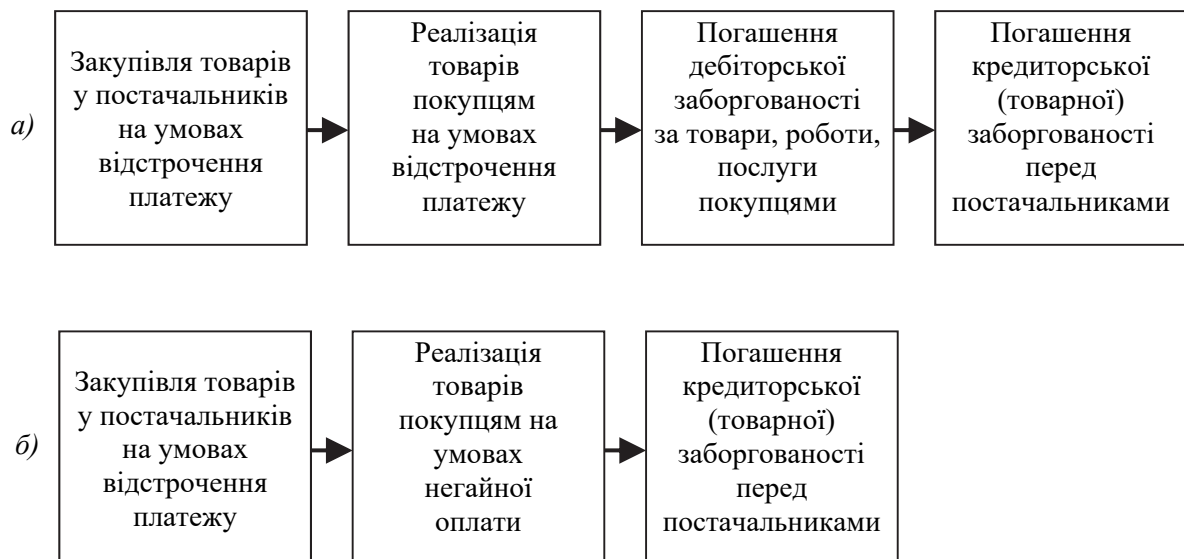 а)
Закупівля товарів
у постачальників
на умовах
відстрочення
платежу
Реалізація
товарів
покупцям
на умовах
відстрочення
платежу
Погашення
дебіторської
заборгованості
за товари, роботи,
послуги
покупцями
Погашення
кредиторської
(товарної)
заборгованості
перед
постачальниками
б)
Закупівля товарів
у постачальників
на умовах
відстрочення
платежу
Реалізація
товарів
покупцям на
умовах
негайної
оплати
Погашення
кредиторської
(товарної)
заборгованості
перед
постачальниками